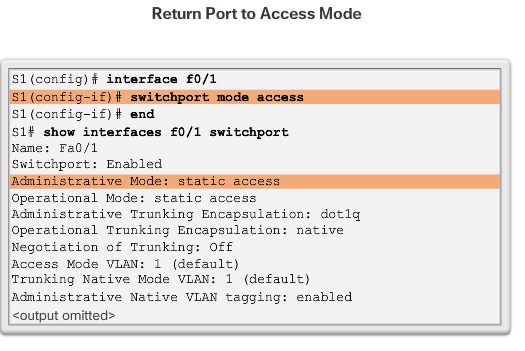 Return Port to Access Mode
S1(config)# interface f0/1
S1(config-if)# switchport mode access
S1(config-if)# end
S1# show interfaces f0/1 switchport
Name: Fa0/1
Switchport: Enabled
Administrative Mode: static access
Operational Mode: static access
Administrative Trunking Encapsulation: dot1q
Operational Trunking Encapsulation: native
Negotiation of Trunking: Off
Access Mode VLAN: 1 (default)
Trunking Native Mode VLAN: 1 (default)
Administrative Native VLAN tagging: enabled
<output omitted>